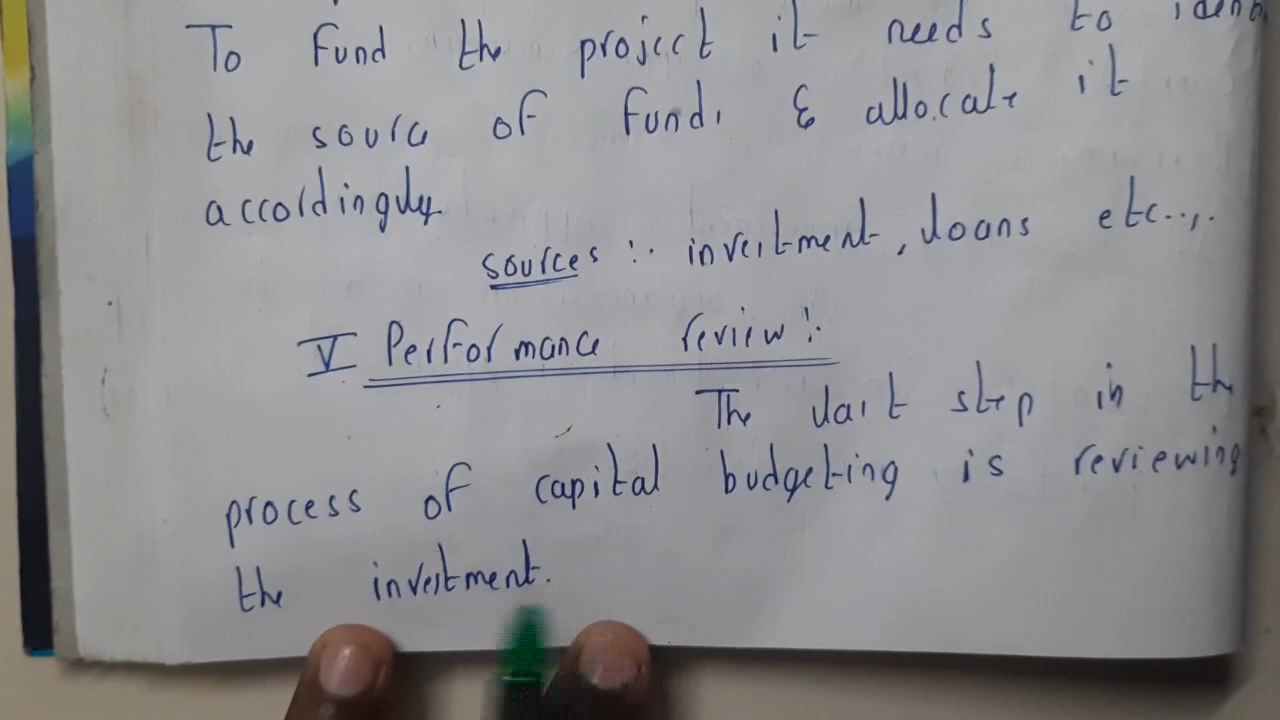 To Fund the project it needs to
the source of fund, & allocate it
accordingly
sources :- investment, loans etc...
V Performance review :-
The last step in the
process of capital budgeting is reviewing
the investment.